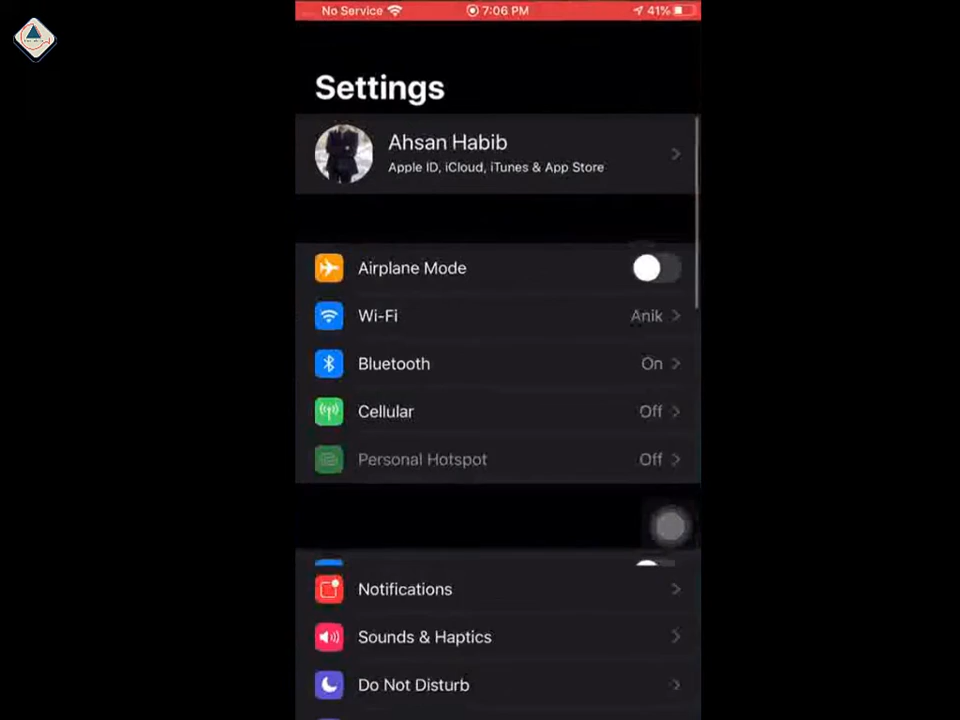 No Service 7:06 PM 41%
Settings
Ahsan Habib
Apple ID, iCloud, iTunes & App Store
Airplane Mode
Wi-Fi Anik
Bluetooth On
Cellular Off
Personal Hotspot Off
Notifications
Sounds & Haptics
Do Not Disturb